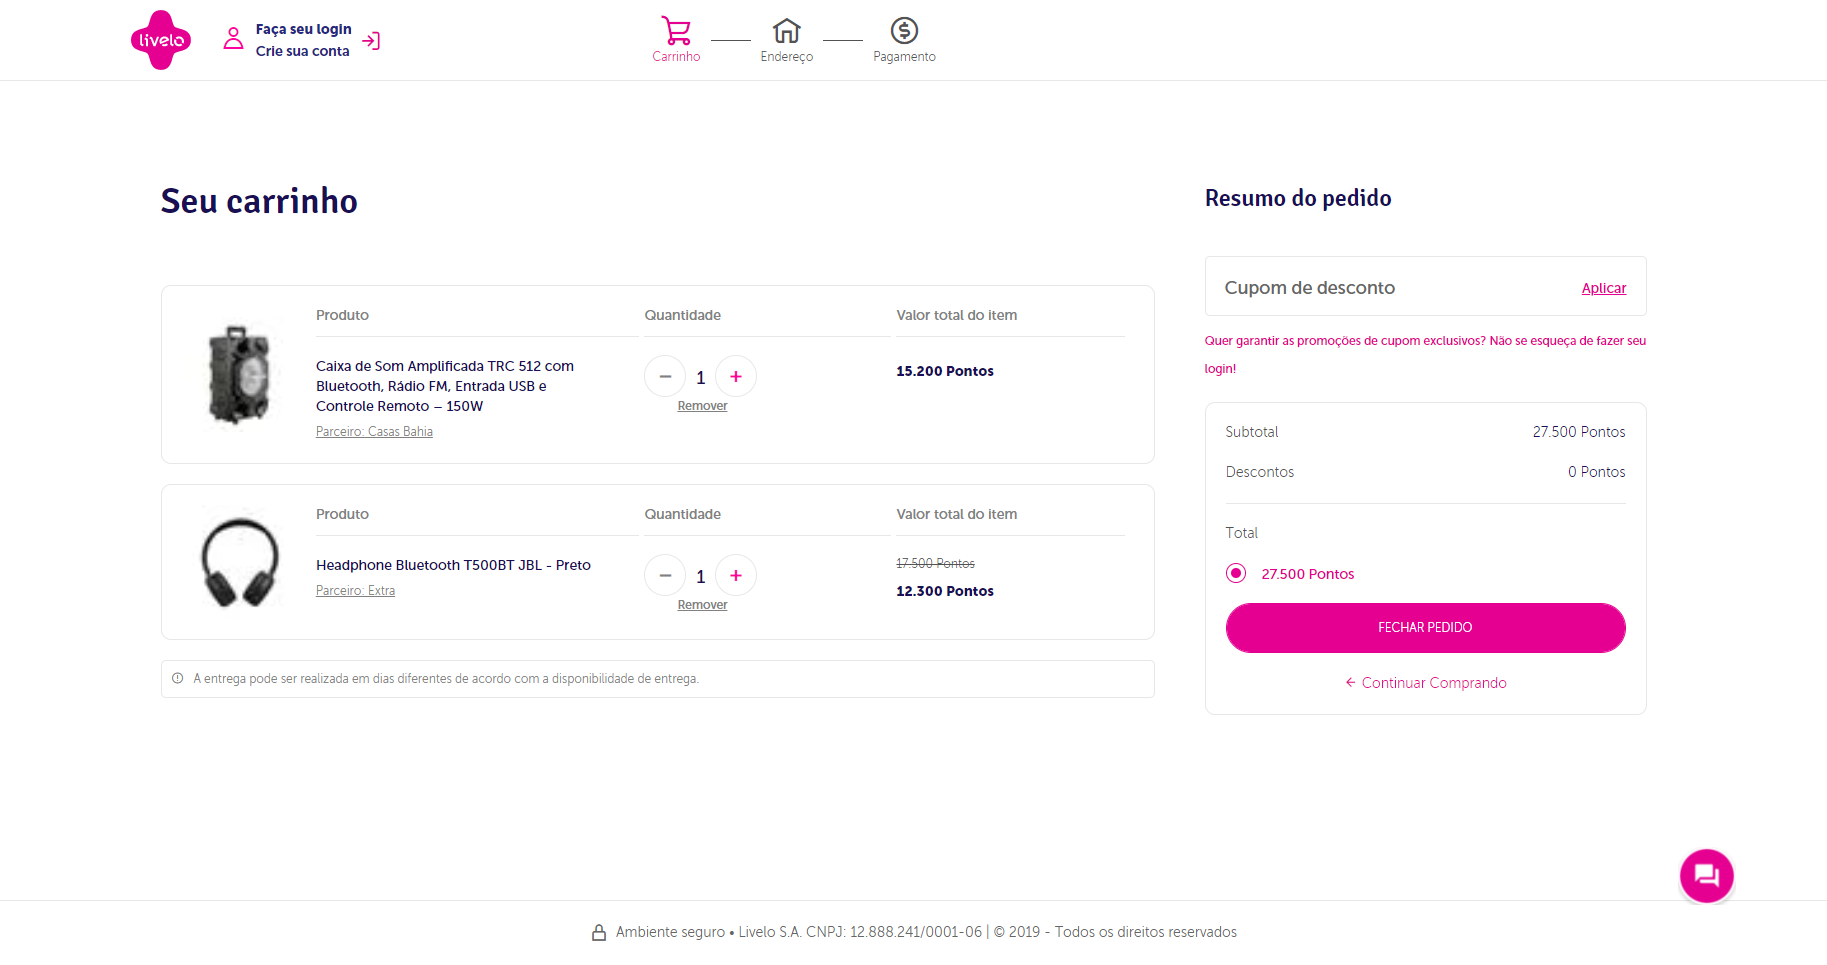 livelo
Faça seu login
Crie sua conta
Carrinho
Endereço
Pagamento
Seu carrinho
Produto
Quantidade
Valor total do item
Caixa de Som Amplificada TRC 512 com
Bluetooth, Rádio FM, Entrada USB e
Controle Remoto – 150W
Parceiro: Casas Bahia
1
Remover
15.200 Pontos
Produto
Quantidade
Valor total do item
Headphone Bluetooth T500BT JBL - Preto
Parceiro: Extra
1
Remover
17.500 Pontos
12.300 Pontos
A entrega pode ser realizada em dias diferentes de acordo com a disponibilidade de entrega.
Resumo do pedido
Cupom de desconto
Aplicar
Quer garantir as promoções de cupom exclusivos? Não se esqueça de fazer seu
login!
Subtotal 27.500 Pontos
Descontos 0 Pontos
Total
27.500 Pontos
FECHAR PEDIDO
Continuar Comprando
Ambiente seguro • Livelo S.A. CNPJ: 12.888.241/0001-06 | © 2019 - Todos os direitos reservados